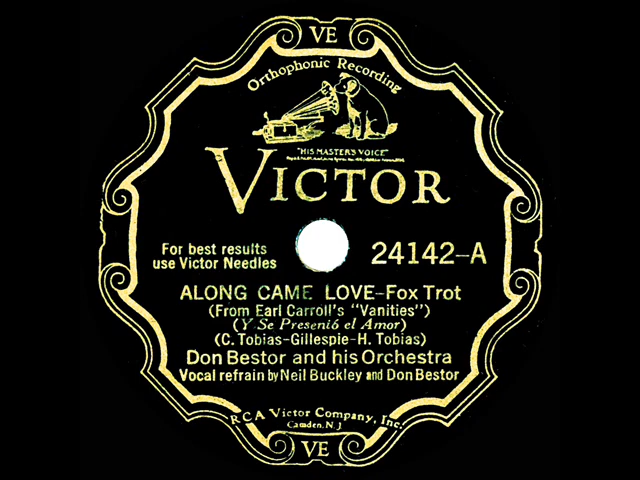 VE
Orthophonic Recording
"HIS MASTER'S VOICE"
VICTOR
For best results
use Victor Needles
24142-A
ALONG CAME LOVE-Fox Trot
(From Earl Carroll's "Vanities")
(Y Se Presenió el Amor)
(C. Tobias-Gillespie-H. Tobias)
Don Bestor and his Orchestra
Vocal refrain by Neil Buckley and Don Bestor
RCA Victor Company, Inc.
Camden, N.J.
VE